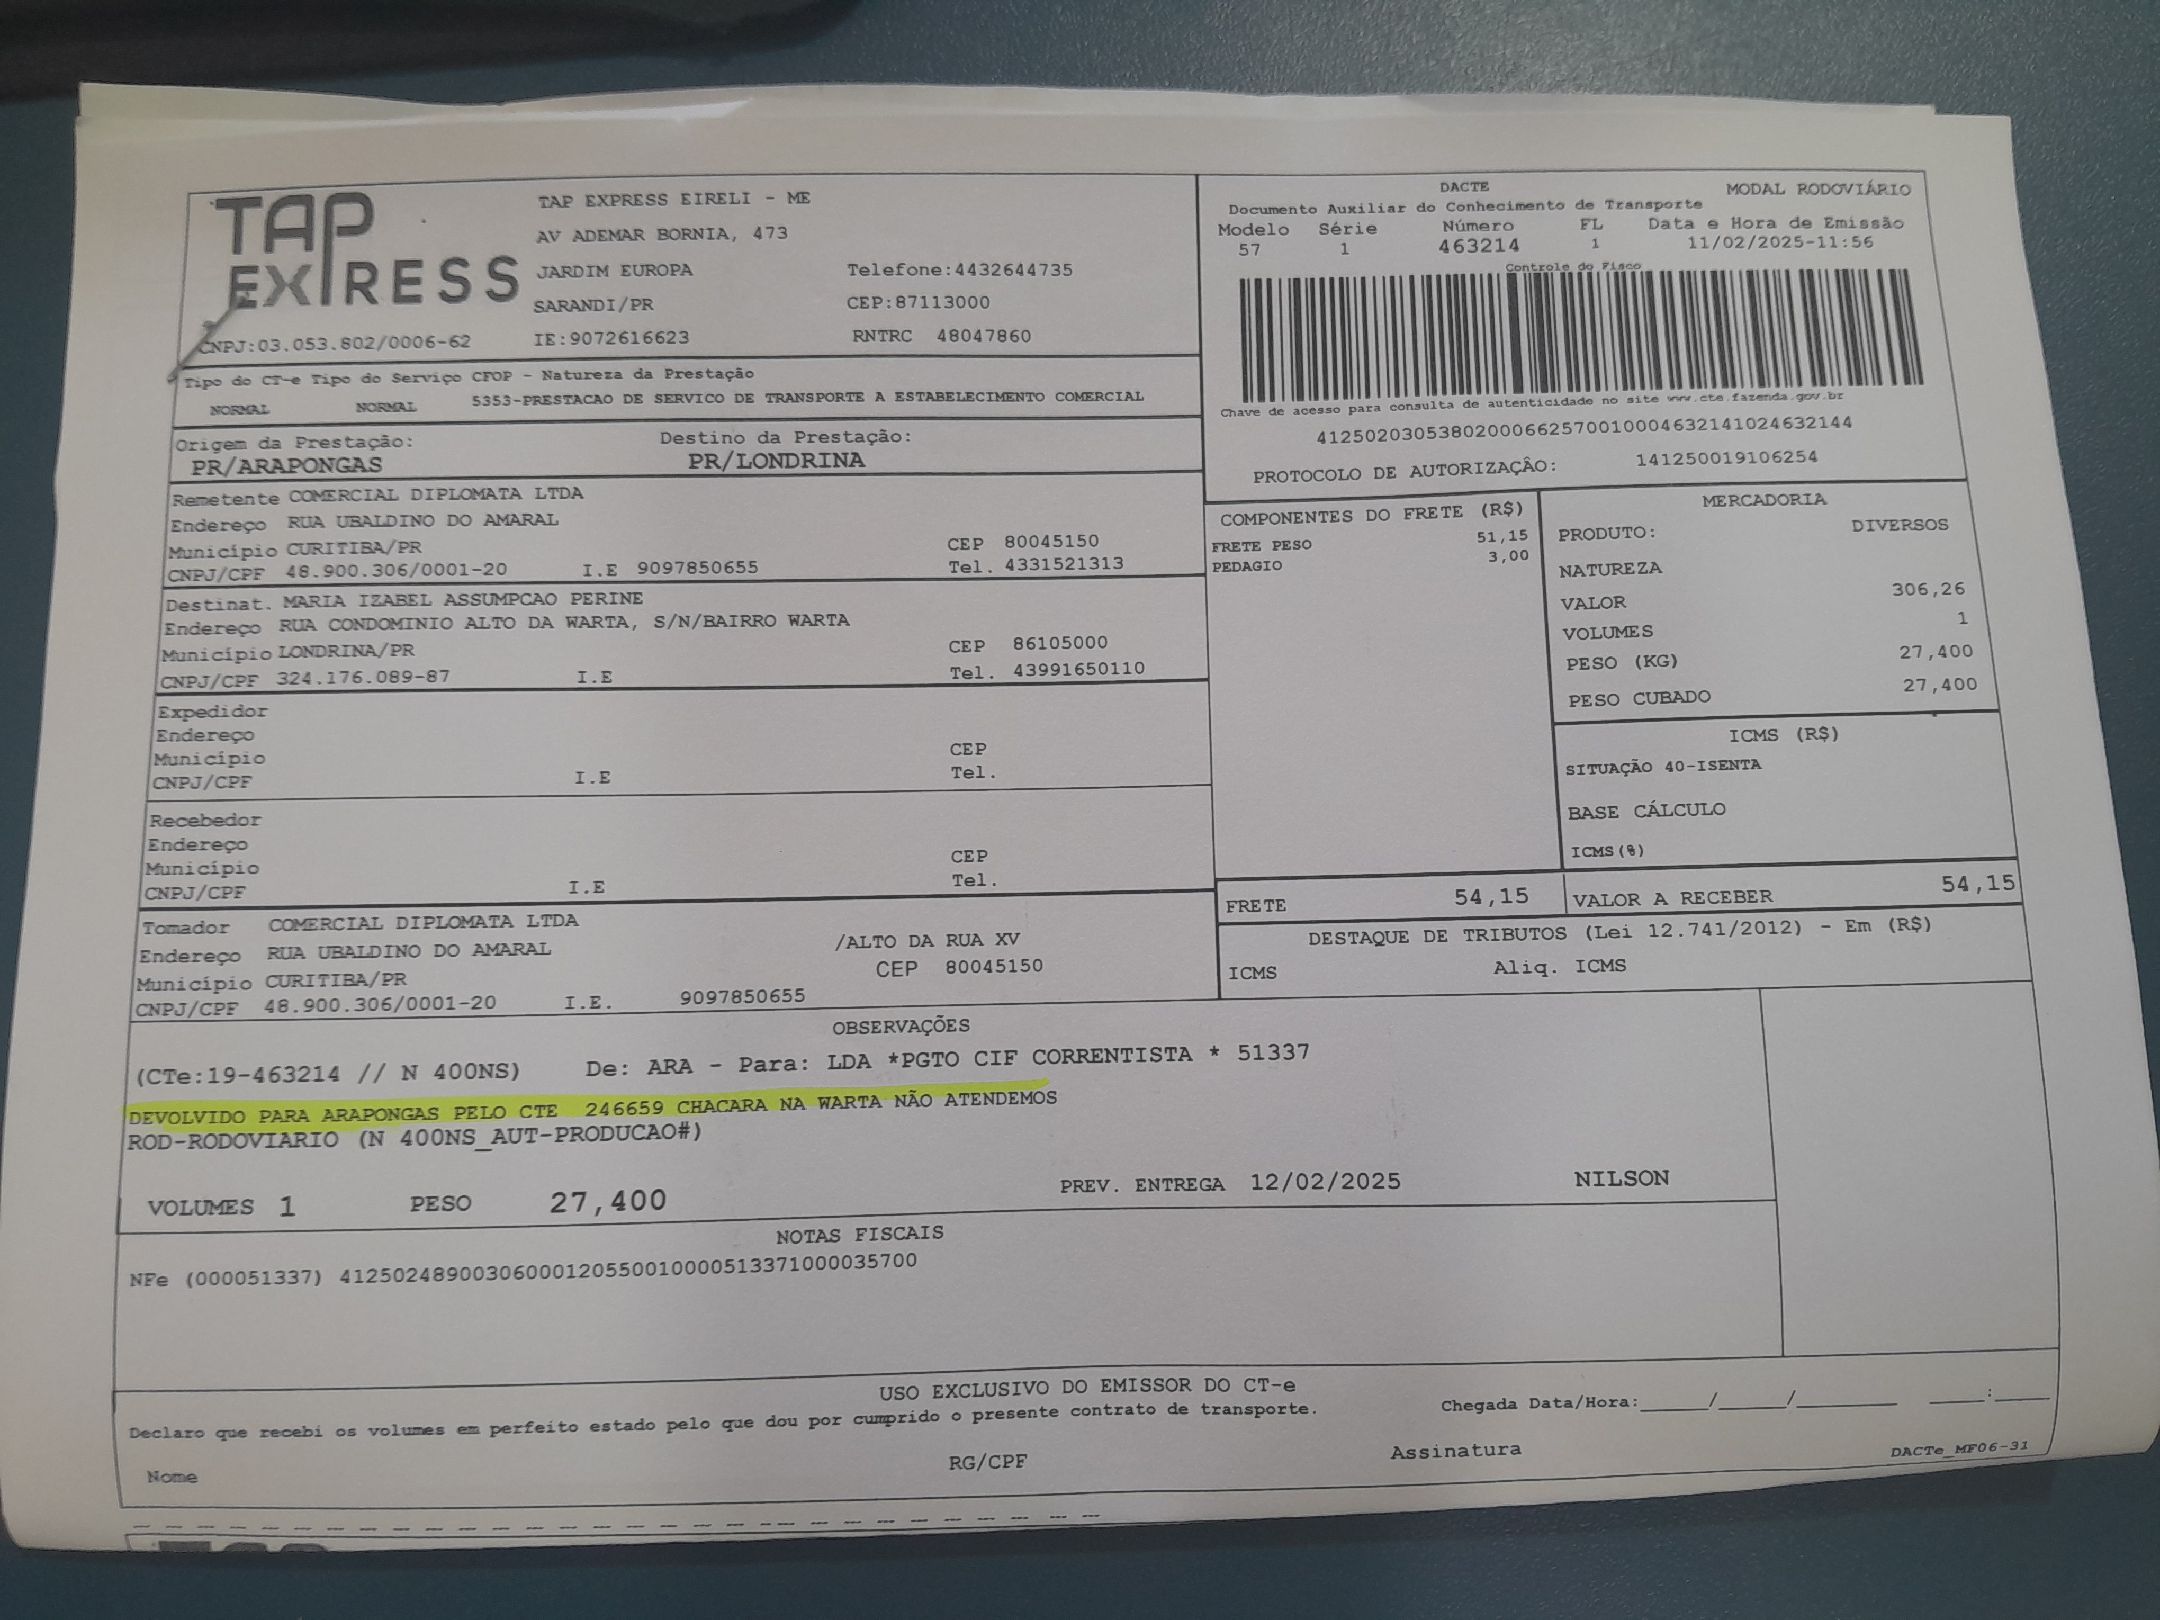 TAP EXPRESS
TAP EXPRESS EIRELI - ME
AV ADEMAR BORNIA, 473
JARDIM EUROPA Telefone:4432644735
SARANDI/PR CEP:87113000
CNPJ:03.053.802/0006-62 IE:9072616623 RNTRC 48047860
DACTE MODAL RODOVIÁRIO
Documento Auxiliar do Conhecimento de Transporte
Modelo Série Número FL Data e Hora de Emissão
57 1 463214 1 11/02/2025-11:56
Controle do Fisco
Chave de acesso para consulta de autenticidade no site www.cte.fazenda.gov.br
41250203053802000662570010004632141024632144
PROTOCOLO DE AUTORIZAÇÂO: 141250019106254
Tipo do CT-e Tipo do Serviço CFOP - Natureza da Prestação
NORMAL NORMAL 5353-PRESTACAO DE SERVICO DE TRANSPORTE A ESTABELECIMENTO COMERCIAL
Origem da Prestação: Destino da Prestação:
PR/ARAPONGAS PR/LONDRINA
Remetente COMERCIAL DIPLOMATA LTDA
Endereço RUA UBALDINO DO AMARAL
Município CURITIBA/PR CEP 80045150
CNPJ/CPF 48.900.306/0001-20 I.E 9097850655 Tel. 4331521313
Destinat. MARIA IZABEL ASSUMPCAO PERINE
Endereço RUA CONDOMINIO ALTO DA WARTA, S/N/BAIRRO WARTA
Município LONDRINA/PR CEP 86105000
CNPJ/CPF 324.176.089-87 I.E Tel. 43991650110
Expedidor
Endereço
Município CEP
CNPJ/CPF I.E Tel.
Recebedor
Endereço
Município CEP
CNPJ/CPF I.E Tel.
Tomador COMERCIAL DIPLOMATA LTDA
Endereço RUA UBALDINO DO AMARAL /ALTO DA RUA XV
Município CURITIBA/PR CEP 80045150
CNPJ/CPF 48.900.306/0001-20 I.E. 9097850655
COMPONENTES DO FRETE (R$)
FRETE PESO 51,15
PEDAGIO 3,00
MERCADORIA
PRODUTO: DIVERSOS
NATUREZA
VALOR 306,26
VOLUMES 1
PESO (KG) 27,400
PESO CUBADO 27,400
ICMS (R$)
SITUAÇÃO 40-ISENTA
BASE CÁLCULO
ICMS(%)
FRETE 54,15 VALOR A RECEBER 54,15
DESTAQUE DE TRIBUTOS (Lei 12.741/2012) - Em (R$)
ICMS Aliq. ICMS
OBSERVAÇÕES
(CTe:19-463214 // N 400NS) De: ARA - Para: LDA *PGTO CIF CORRENTISTA * 51337
DEVOLVIDO PARA ARAPONGAS PELO CTE 246659 CHACARA NA WARTA NÃO ATENDEMOS
ROD-RODOVIARIO (N 400NS_AUT-PRODUCAO#)
VOLUMES 1 PESO 27,400 PREV. ENTREGA 12/02/2025 NILSON
NOTAS FISCAIS
NFe (000051337) 41250248900306000120550010000513371000035700
USO EXCLUSIVO DO EMISSOR DO CT-e
Declaro que recebi os volumes em perfeito estado pelo que dou por cumprido o presente contrato de transporte. Chegada Data/Hora:_____/_____/_______ ____:____
Nome RG/CPF Assinatura DACTe_MF06-31